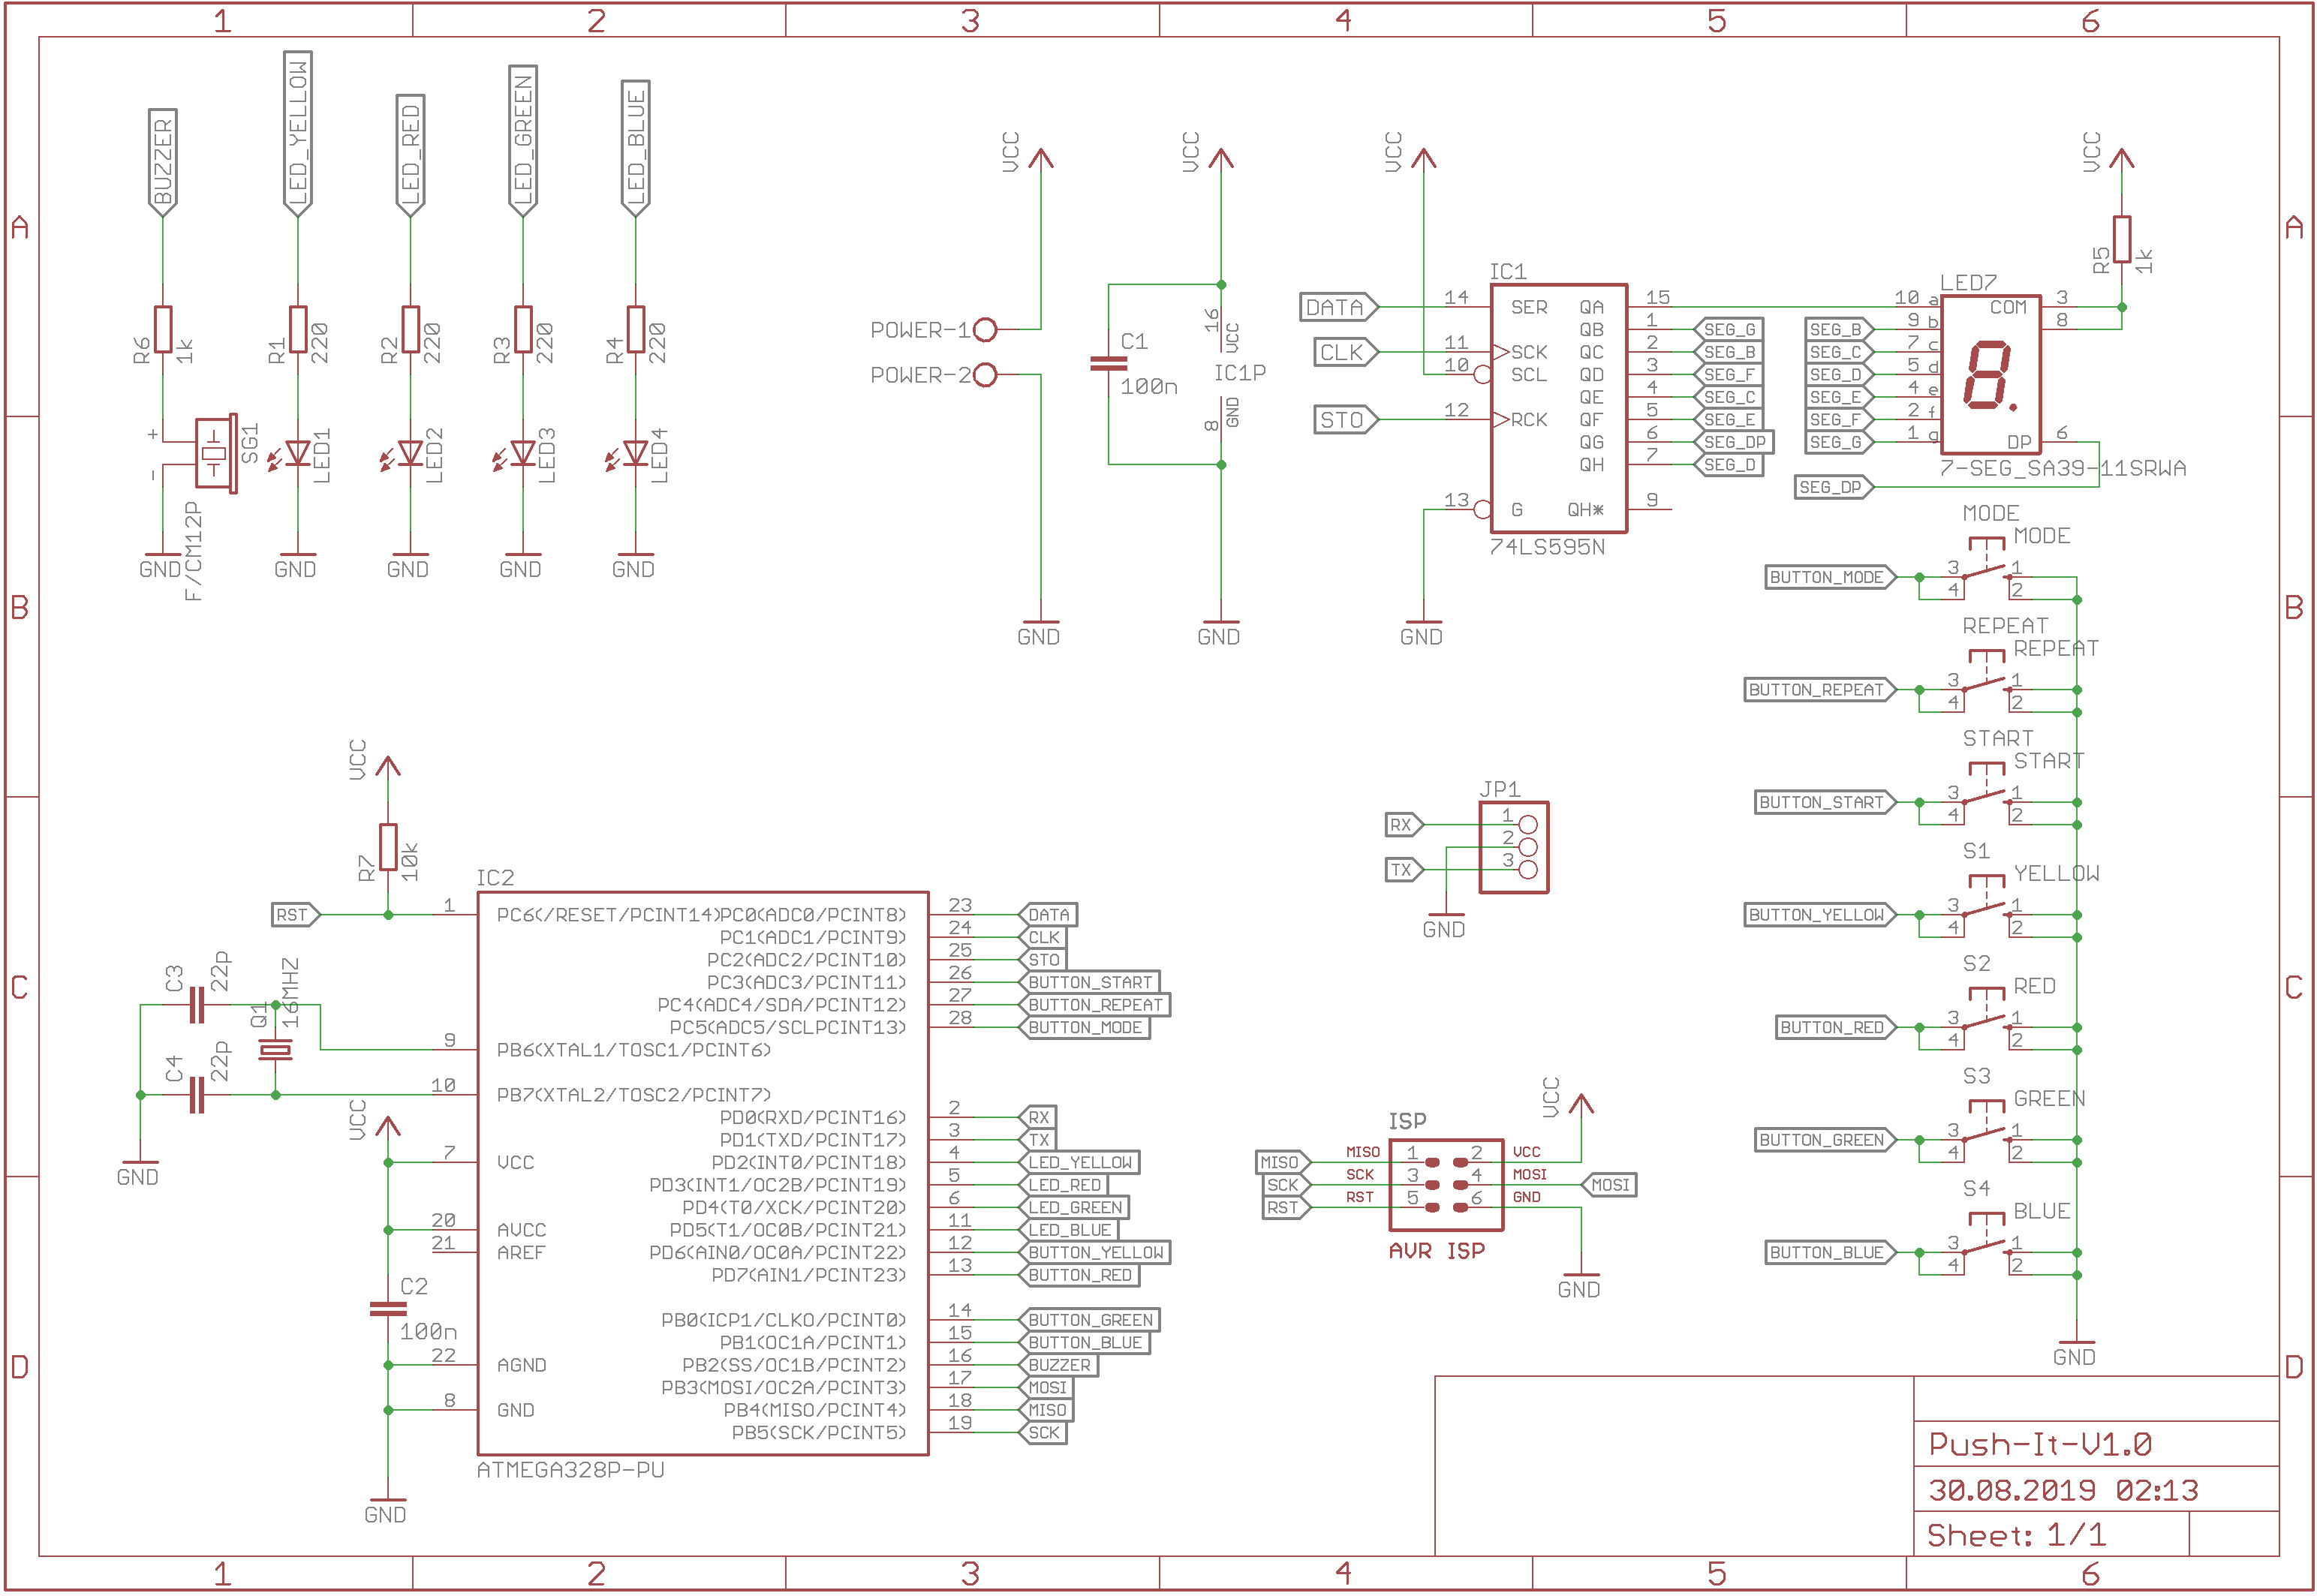 1 2 3 4 5 6
A A
B B
C C
D D
BUZZER
LED_YELLOW
LED_RED
LED_GREEN
LED_BLUE
R6 1k
R1 220
R2 220
R3 220
R4 220
+
-
SG1
F/CM12P
LED1
LED2
LED3
LED4
GND GND GND GND GND
VCC
POWER-1
POWER-2
GND
VCC
C1
100n
16 VCC
IC1P
8 GND
GND
VCC
IC1
DATA 14 SER QA 15
QB 1 SEG_G
CLK 11 SCK QC 2 SEG_B
10 SCL QD 3 SEG_F
QE 4 SEG_C
STO 12 RCK QF 5 SEG_E
QG 6 SEG_DP
QH 7 SEG_D
13 G QH* 9
74LS595N
GND
VCC
R5 1k
LED7
10 a COM 3
SEG_B 9 b 8
SEG_C 7 c
SEG_D 5 d
SEG_E 4 e
SEG_F 2 f
SEG_G 1 g DP 6
7-SEG_SA39-11SRWA
SEG_DP
MODE
MODE
BUTTON_MODE 3 1
4 2
REPEAT
REPEAT
BUTTON_REPEAT 3 1
4 2
START
START
BUTTON_START 3 1
4 2
S1
YELLOW
BUTTON_YELLOW 3 1
4 2
S2
RED
BUTTON_RED 3 1
4 2
S3
GREEN
BUTTON_GREEN 3 1
4 2
S4
BLUE
BUTTON_BLUE 3 1
4 2
GND
VCC
R7 10k
RST
C3 22p
C4 22p
Q1 16MHZ
GND
VCC
C2
100n
GND
IC2
1 PC6(/RESET/PCINT14) PC0(ADC0/PCINT8) 23 DATA
PC1(ADC1/PCINT9) 24 CLK
PC2(ADC2/PCINT10) 25 STO
PC3(ADC3/PCINT11) 26 BUTTON_START
PC4(ADC4/SDA/PCINT12) 27 BUTTON_REPEAT
PC5(ADC5/SCLPCINT13) 28 BUTTON_MODE
9 PB6(XTAL1/TOSC1/PCINT6)
10 PB7(XTAL2/TOSC2/PCINT7)
PD0(RXD/PCINT16) 2 RX
PD1(TXD/PCINT17) 3 TX
7 VCC PD2(INT0/PCINT18) 4 LED_YELLOW
PD3(INT1/OC2B/PCINT19) 5 LED_RED
PD4(T0/XCK/PCINT20) 6 LED_GREEN
20 AVCC PD5(T1/OC0B/PCINT21) 11 LED_BLUE
21 AREF PD6(AIN0/OC0A/PCINT22) 12 BUTTON_YELLOW
PD7(AIN1/PCINT23) 13 BUTTON_RED
PB0(ICP1/CLKO/PCINT0) 14 BUTTON_GREEN
PB1(OC1A/PCINT1) 15 BUTTON_BLUE
22 AGND PB2(SS/OC1B/PCINT2) 16 BUZZER
PB3(MOSI/OC2A/PCINT3) 17 MOSI
8 GND PB4(MISO/PCINT4) 18 MISO
PB5(SCK/PCINT5) 19 SCK
ATMEGA328P-PU
JP1
RX 1
2
TX 3
GND
VCC
ISP
MISO MISO 1 2 VCC
SCK SCK 3 4 MOSI MOSI
RST RST 5 6 GND
AVR ISP
GND
Push-It-V1.0
30.08.2019 02:13
Sheet: 1/1
1 2 3 4 5 6